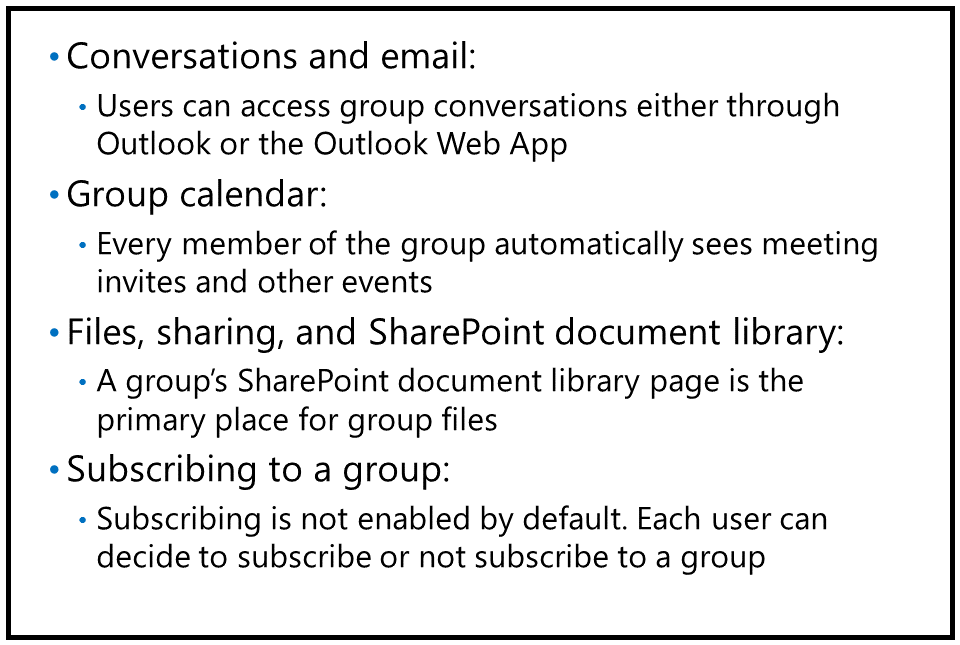 • Conversations and email:
• Users can access group conversations either through
Outlook or the Outlook Web App
• Group calendar:
• Every member of the group automatically sees meeting
invites and other events
• Files, sharing, and SharePoint document library:
• A group’s SharePoint document library page is the
primary place for group files
• Subscribing to a group:
• Subscribing is not enabled by default. Each user can
decide to subscribe or not subscribe to a group